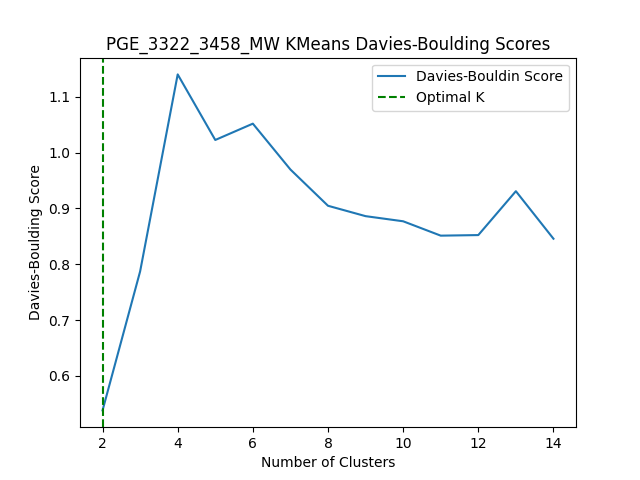 PGE_3322_3458_MW KMeans Davies-Boulding Scores
Davies-Bouldin Score
Optimal K
Davies-Boulding Score
1.1
1.0
0.9
0.8
0.7
0.6
2 4 6 8 10 12 14
Number of Clusters